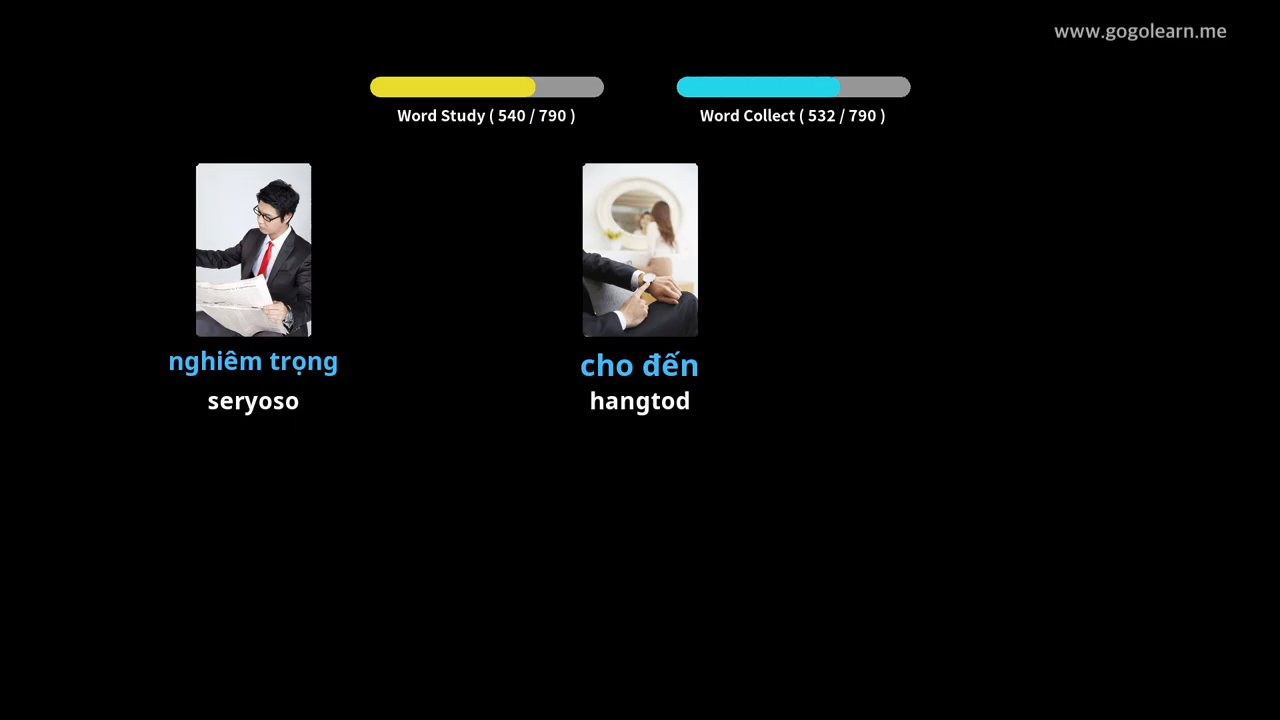 www.gogolearn.me
Word Study ( 540 / 790 )
Word Collect ( 532 / 790 )
nghiêm trọng
cho đến
seryoso
hangtod